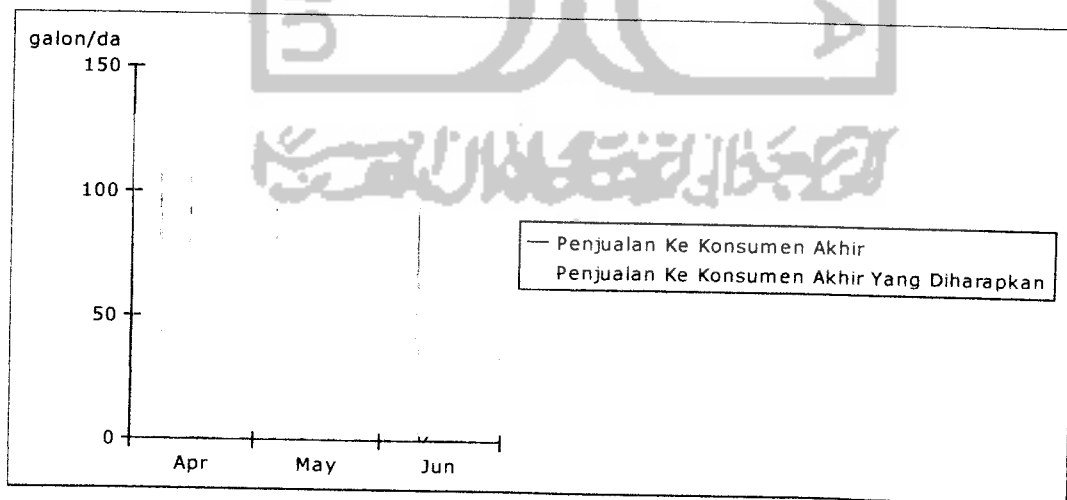 galon/da
150
100
50
0
Apr May Jun
Penjualan Ke Konsumen Akhir
Penjualan Ke Konsumen Akhir Yang Diharapkan